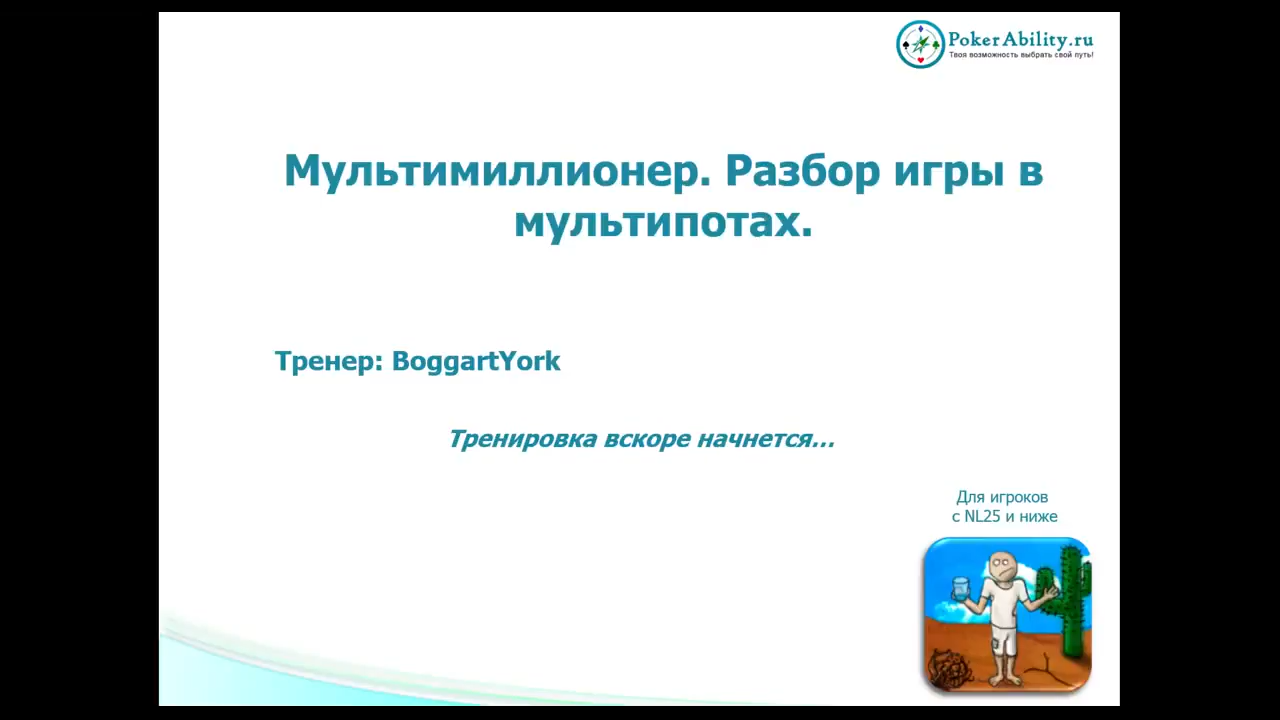 PokerAbility.ru
Твоя возможность выбрать свой путь!
Мультимиллионер. Разбор игры в
мультипотах.
Тренер: BoggartYork
Тренировка вскоре начнется...
Для игроков
с NL25 и ниже